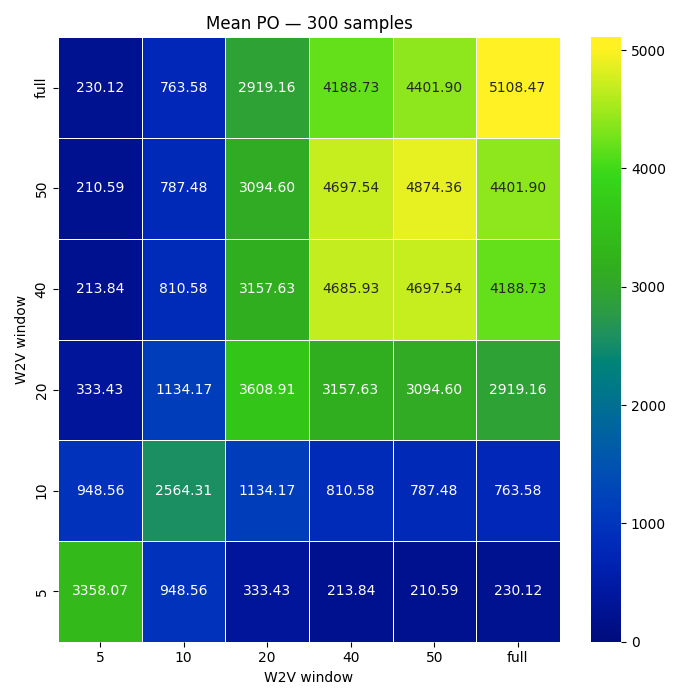 Mean PO — 300 samples
W2V window
full 230.12 763.58 2919.16 4188.73 4401.90 5108.47
50 210.59 787.48 3094.60 4697.54 4874.36 4401.90
40 213.84 810.58 3157.63 4685.93 4697.54 4188.73
20 333.43 1134.17 3608.91 3157.63 3094.60 2919.16
10 948.56 2564.31 1134.17 810.58 787.48 763.58
5 3358.07 948.56 333.43 213.84 210.59 230.12
5 10 20 40 50 full
W2V window
5000
4000
3000
2000
1000
0